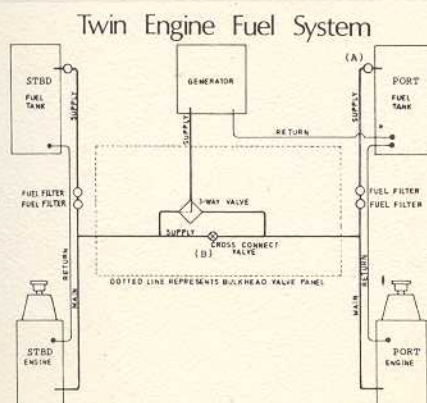 Twin Engine Fuel System
STBD
FUEL
TANK
SUPPLY
GENERATOR
SUPPLY
RETURN
(A)
PORT
FUEL
TANK
SUPPLY
FUEL FILTER
FUEL FILTER
3-WAY VALVE
FUEL FILTER
FUEL FILTER
SUPPLY
CROSS CONNECT
VALVE
(B)
DOTTED LINE REPRESENTS BULKHEAD VALVE PANEL
RETURN
MAIN
MAIN
RETURN
STBD
ENGINE
PORT
ENGINE